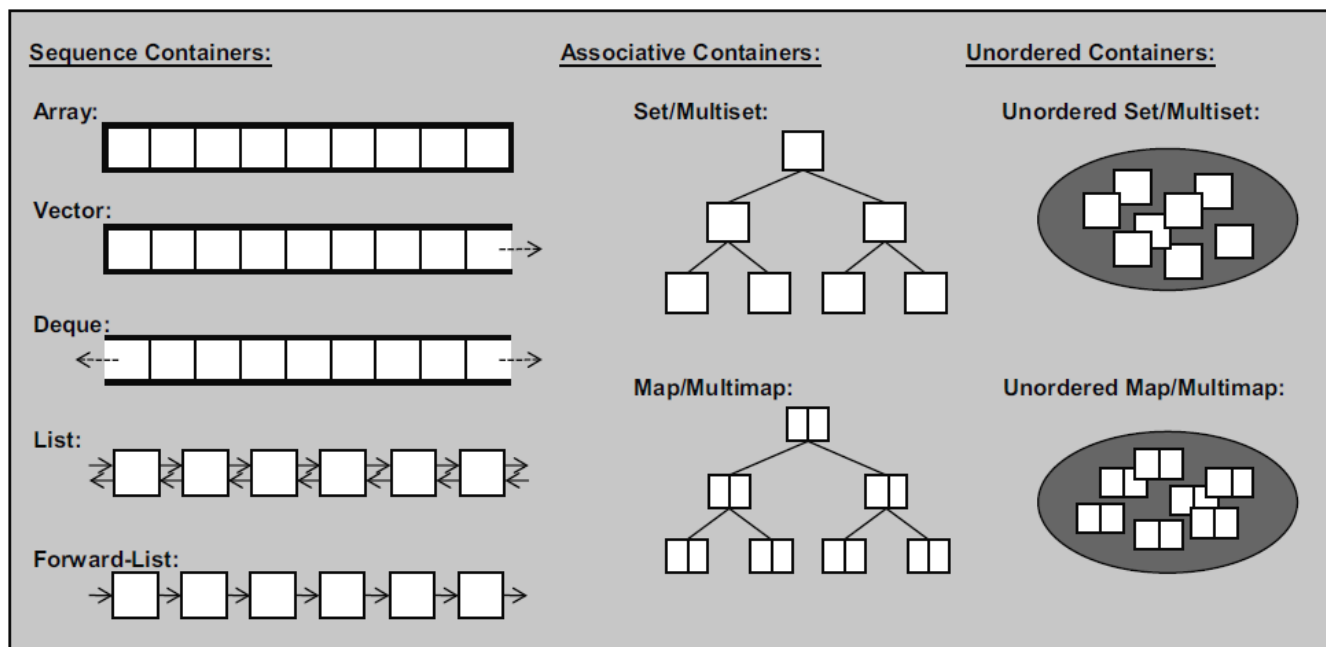 Sequence Containers:
Array:
Vector:
Deque:
List:
Forward-List:
Associative Containers:
Set/Multiset:
Map/Multimap:
Unordered Containers:
Unordered Set/Multiset:
Unordered Map/Multimap: